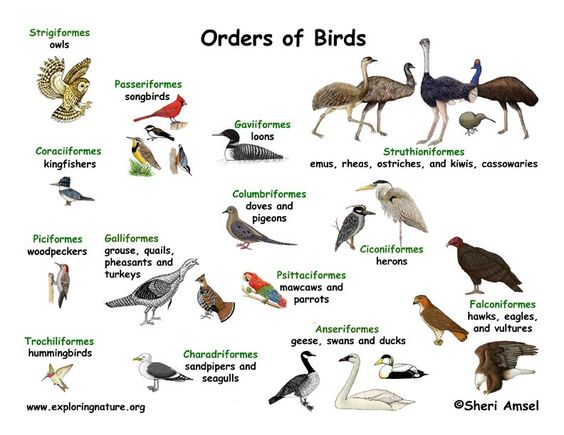 Orders of Birds
Strigiformes
owls
Passeriformes
songbirds
Gaviiformes
loons
Struthioniformes
emus, rheas, ostriches, and kiwis, cassowaries
Coraciiformes
kingfishers
Columbriformes
doves and
pigeons
Ciconiiformes
herons
Piciformes
woodpeckers
Galliformes
grouse, quails,
pheasants and
turkeys
Psittaciformes
mawcaws and
parrots
Falconiformes
hawks, eagles,
and vultures
Trochiliformes
hummingbirds
Charadriformes
sandpipers and
seagulls
Anseriformes
geese, swans and ducks
www.exploringnature.org
©Sheri Amsel